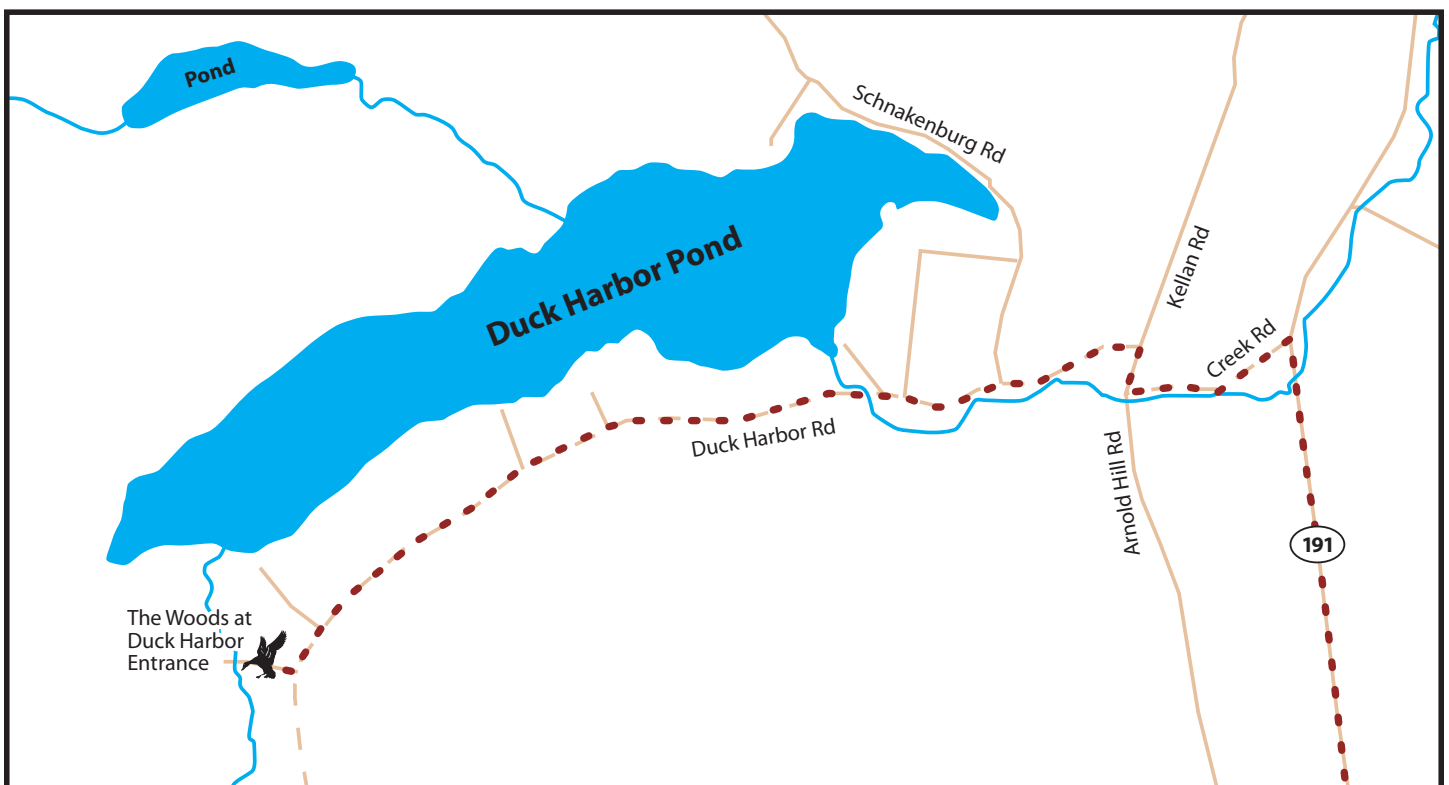 Pond
Schnakenburg Rd
Duck Harbor Pond
Kellan Rd
Creek Rd
Duck Harbor Rd
Arnold Hill Rd
191
The Woods at
Duck Harbor
Entrance